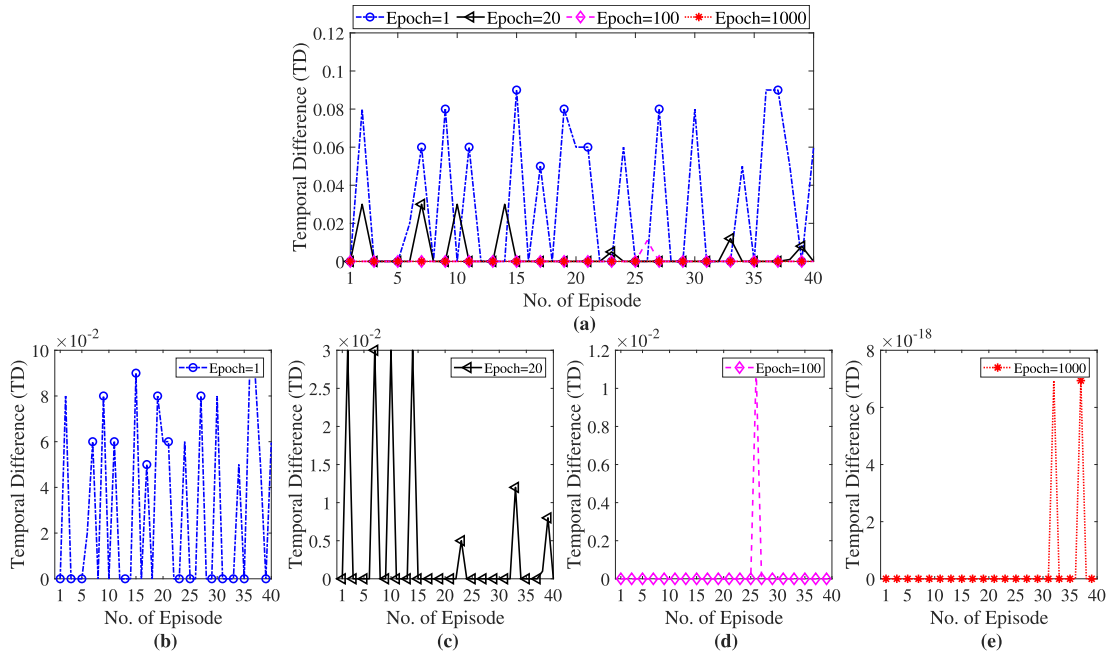 Epoch=1 Epoch=20 Epoch=100 Epoch=1000
Temporal Difference (TD)
0.12
0.1
0.08
0.06
0.04
0.02
0
1 5 10 15 20 25 30 35 40
No. of Episode
(a)
×10^-2
Temporal Difference (TD)
10
8
6
4
2
0
Epoch=1
1 5 10 15 20 25 30 35 40
No. of Episode
(b)
×10^-2
Temporal Difference (TD)
3
2.5
2
1.5
1
0.5
0
Epoch=20
1 5 10 15 20 25 30 35 40
No. of Episode
(c)
×10^-2
Temporal Difference (TD)
1.2
1
0.8
0.6
0.4
0.2
0
Epoch=100
1 5 10 15 20 25 30 35 40
No. of Episode
(d)
×10^-18
Temporal Difference (TD)
8
6
4
2
0
Epoch=1000
1 5 10 15 20 25 30 35 40
No. of Episode
(e)